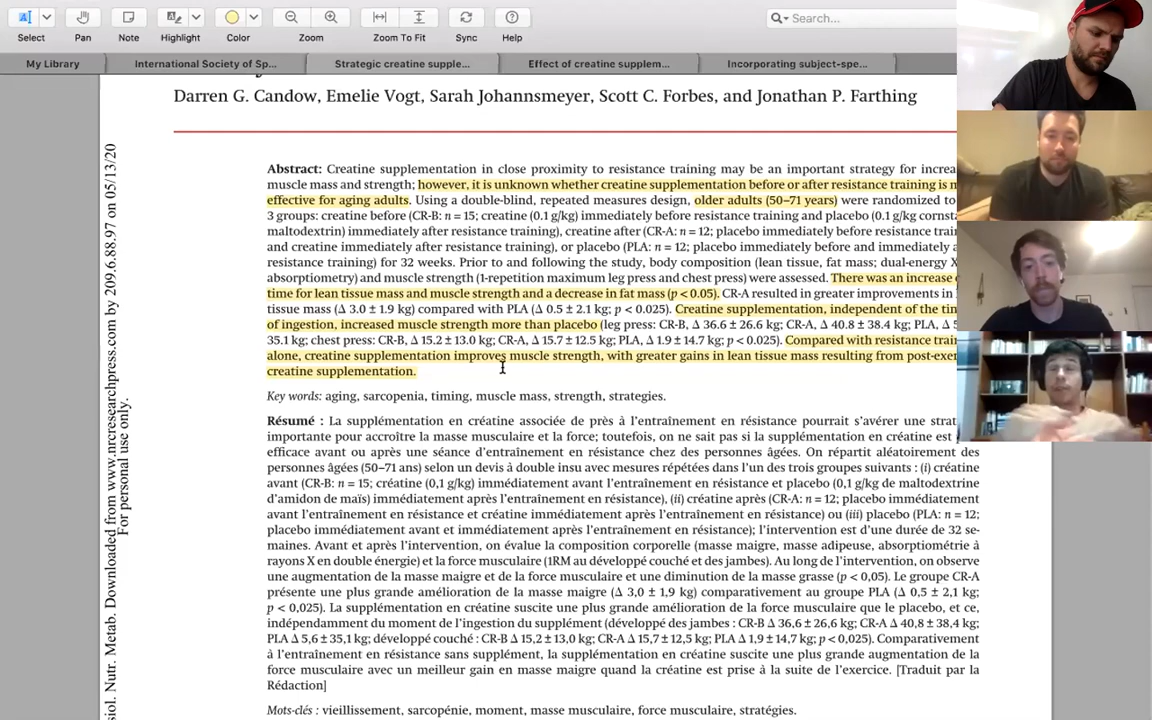 Select
Pan
Note
Highlight
Color
Zoom
Zoom To Fit
Sync
Help
Search...
My Library
International Society of Sp...
Strategic creatine supple...
Effect of creatine supplem...
Incorporating subject-spe...
Darren G. Candow, Emelie Vogt, Sarah Johannsmeyer, Scott C. Forbes, and Jonathan P. Farthing
Abstract: Creatine supplementation in close proximity to resistance training may be an important strategy for increa
muscle mass and strength; however, it is unknown whether creatine supplementation before or after resistance training is m
effective for aging adults. Using a double-blind, repeated measures design, older adults (50–71 years) were randomized to
3 groups: creatine before (CR-B: n = 15; creatine (0.1 g/kg) immediately before resistance training and placebo (0.1 g/kg cornsta
maltodextrin) immediately after resistance training), creatine after (CR-A: n = 12; placebo immediately before resistance train
and creatine immediately after resistance training), or placebo (PLA: n = 12; placebo immediately before and immediately a
resistance training) for 32 weeks. Prior to and following the study, body composition (lean tissue, fat mass; dual-energy X
absorptiometry) and muscle strength (1-repetition maximum leg press and chest press) were assessed. There was an increase
time for lean tissue mass and muscle strength and a decrease in fat mass (p < 0.05). CR-A resulted in greater improvements in
tissue mass (Δ 3.0 ± 1.9 kg) compared with PLA (Δ 0.5 ± 2.1 kg; p < 0.025). Creatine supplementation, independent of the tim
of ingestion, increased muscle strength more than placebo (leg press: CR-B, Δ 36.6 ± 26.6 kg; CR-A, Δ 40.8 ± 38.4 kg; PLA, Δ 5
35.1 kg; chest press: CR-B, Δ 15.2 ± 13.0 kg; CR-A, Δ 15.7 ± 12.5 kg; PLA, Δ 1.9 ± 14.7 kg; p < 0.025). Compared with resistance train
alone, creatine supplementation improves muscle strength, with greater gains in lean tissue mass resulting from post-exer
creatine supplementation.
Key words: aging, sarcopenia, timing, muscle mass, strength, strategies.
Résumé : La supplémentation en créatine associée de près à l'entraînement en résistance pourrait s'avérer une strat
importante pour accroître la masse musculaire et la force; toutefois, on ne sait pas si la supplémentation en créatine est p
efficace avant ou après une séance d'entraînement en résistance chez des personnes âgées. On répartit aléatoirement des
personnes âgées (50–71 ans) selon un devis à double insu avec mesures répétées dans l'un des trois groupes suivants : (i) créatine
avant (CR-B: n = 15; créatine (0,1 g/kg) immédiatement avant l'entraînement en résistance et placebo (0,1 g/kg de maltodextrine
d'amidon de maïs) immédiatement après l'entraînement en résistance), (ii) créatine après (CR-A: n = 12; placebo immédiatement
avant l'entraînement en résistance et créatine immédiatement après l'entraînement en résistance) ou (iii) placebo (PLA: n = 12;
placebo immédiatement avant et immédiatement après l'entraînement en résistance); l'intervention est d'une durée de 32 se-
maines. Avant et après l'intervention, on évalue la composition corporelle (masse maigre, masse adipeuse, absorptiométrie à
rayons X en double énergie) et la force musculaire (1RM au développé couché et des jambes). Au long de l'intervention, on observe
une augmentation de la masse maigre et de la force musculaire et une diminution de la masse grasse (p < 0,05). Le groupe CR-A
présente une plus grande amélioration de la masse maigre (Δ 3,0 ± 1,9 kg) comparativement au groupe PLA (Δ 0,5 ± 2,1 kg;
p < 0,025). La supplémentation en créatine suscite une plus grande amélioration de la force musculaire que le placebo, et ce,
indépendamment du moment de l'ingestion du supplément (développé des jambes : CR-B Δ 36,6 ± 26,6 kg; CR-A Δ 40,8 ± 38,4 kg;
PLA Δ 5,6 ± 35,1 kg; développé couché : CR-B Δ 15,2 ± 13,0 kg; CR-A Δ 15,7 ± 12,5 kg; PLA Δ 1,9 ± 14,7 kg; p < 0,025). Comparativement
à l'entraînement en résistance sans supplément, la supplémentation en créatine suscite une plus grande augmentation de la
force musculaire avec un meilleur gain en masse maigre quand la créatine est prise à la suite de l'exercice. [Traduit par la
Rédaction]
Mots-clés : vieillissement, sarcopénie, moment, masse musculaire, force musculaire, stratégies.
siol. Nutr. Metab. Downloaded from www.nrcresearchpress.com by 209.6.88.97 on 05/13/20
For personal use only.